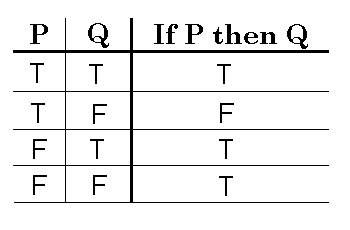 P Q If P then Q
T T T
T F F
F T T
F F T